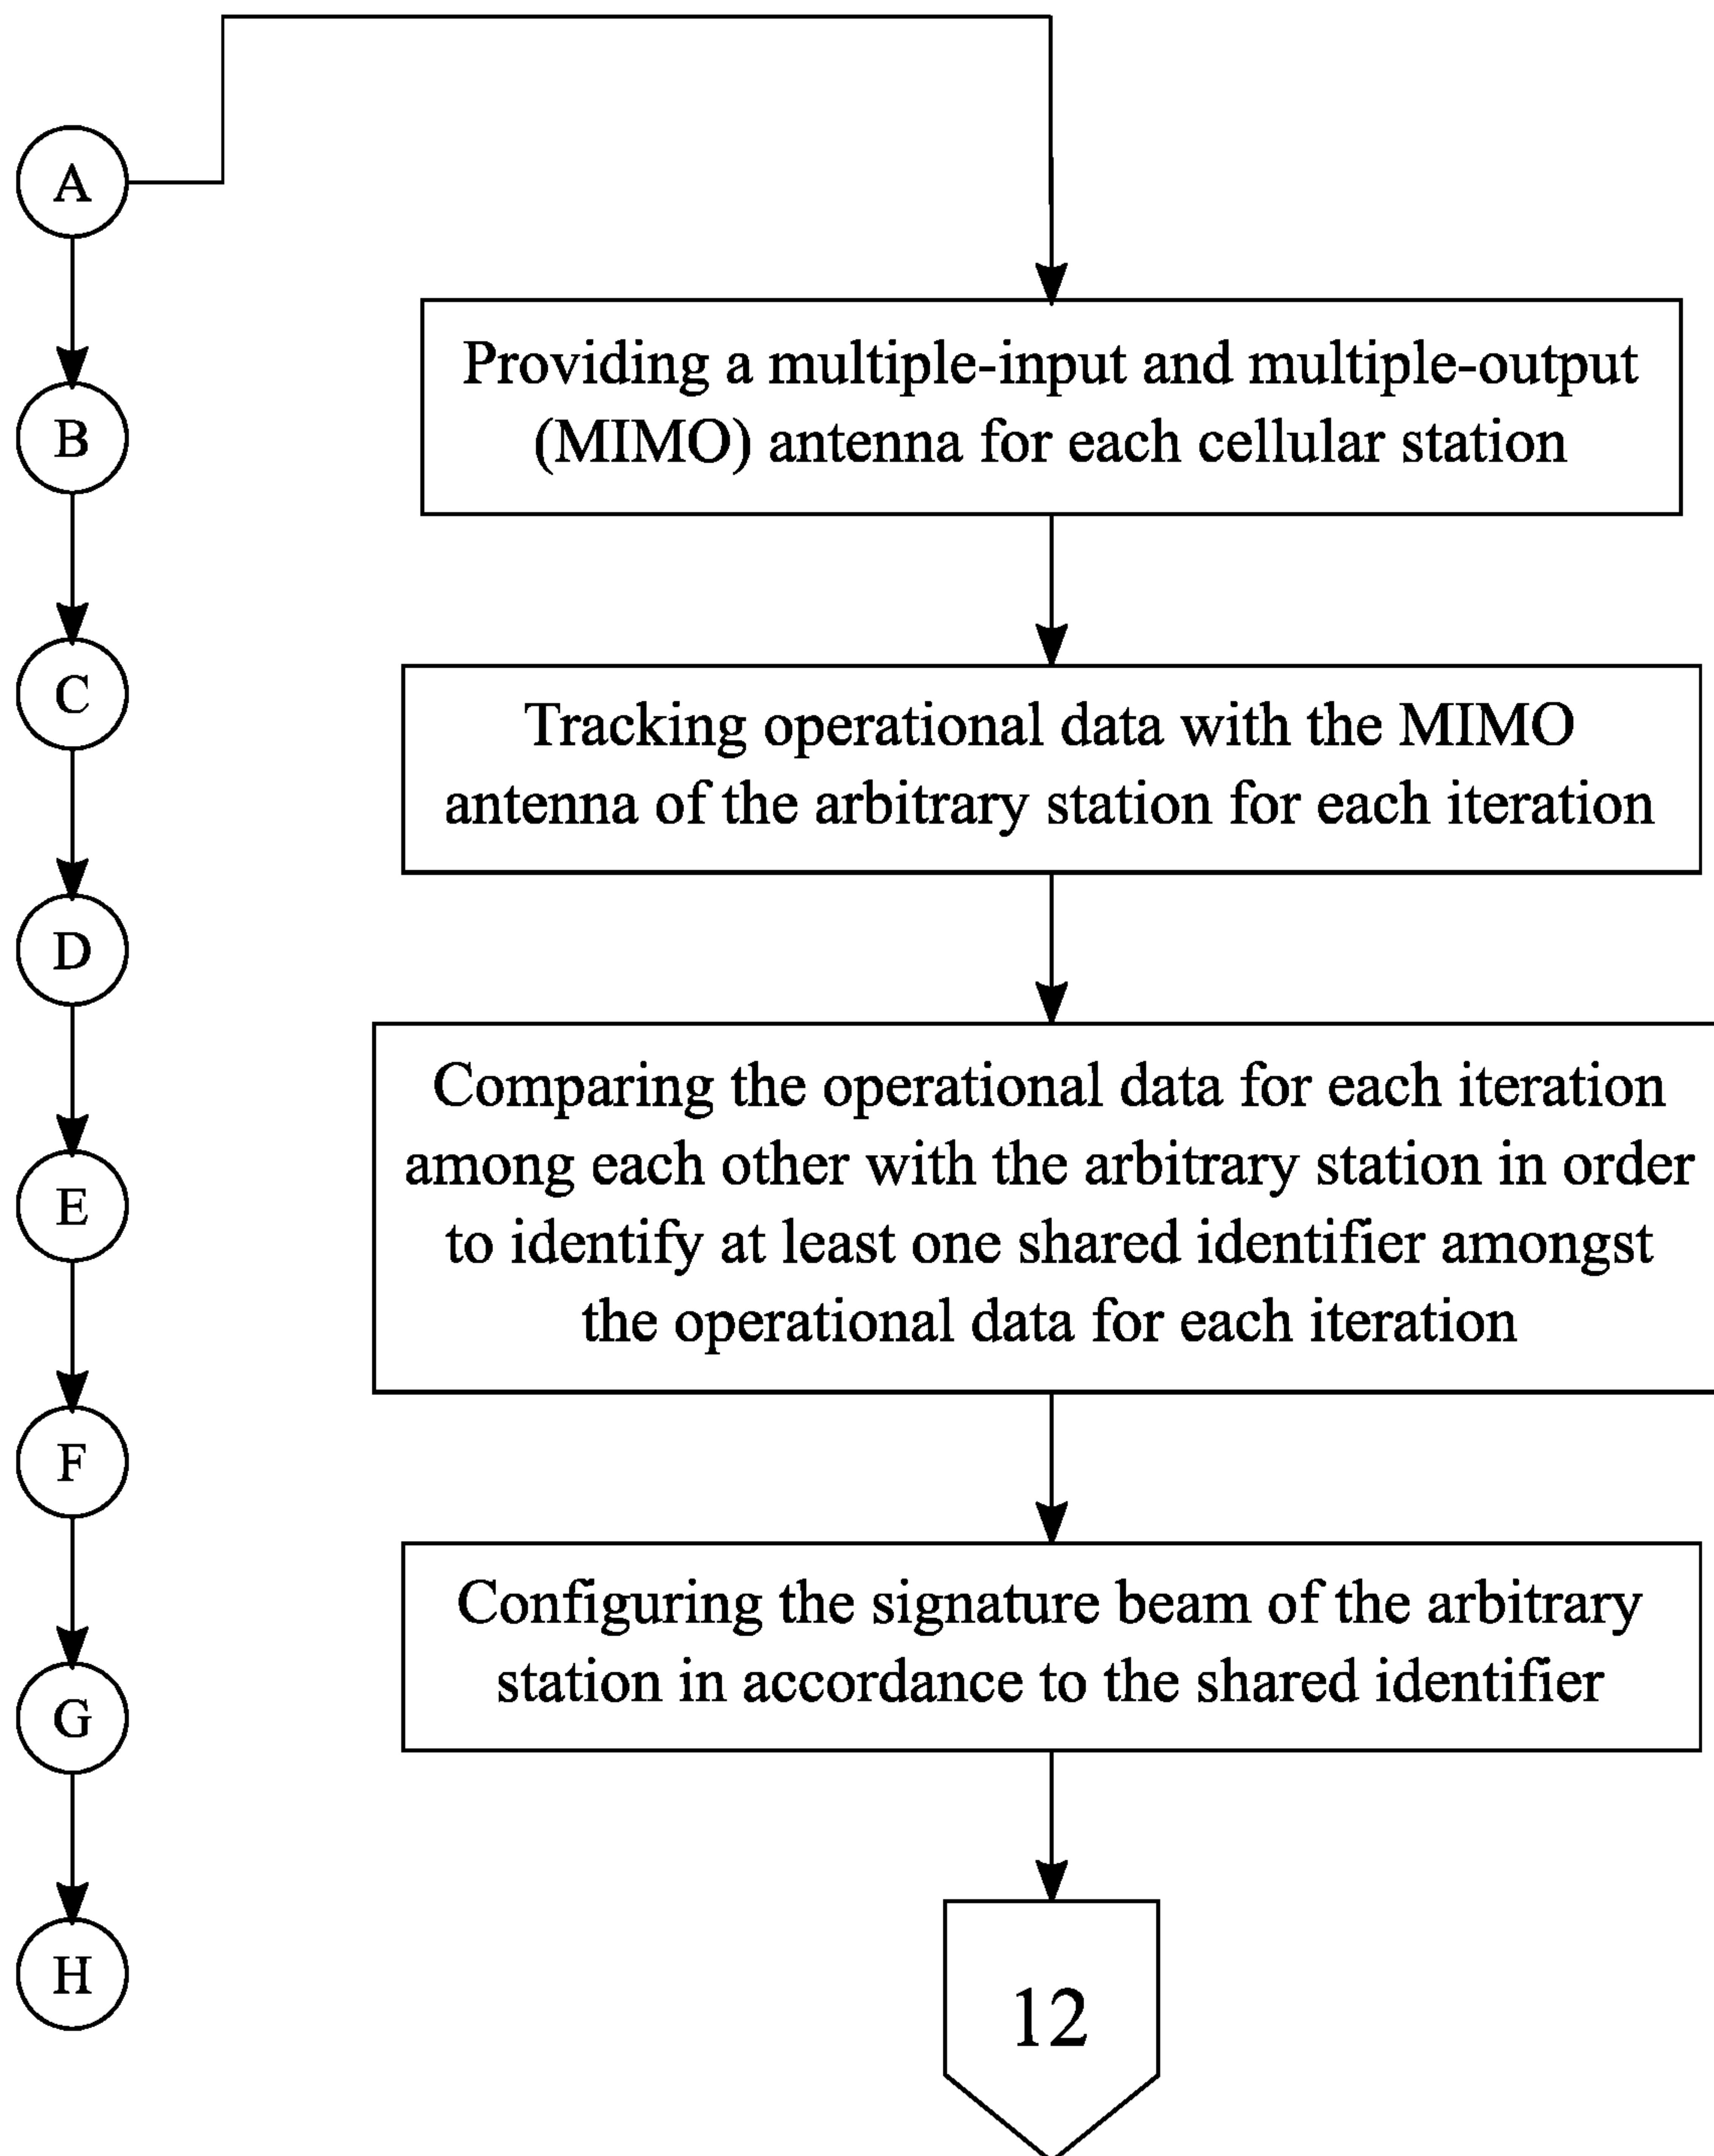 A
B
C
D
E
F
G
H
Providing a multiple-input and multiple-output
(MIMO) antenna for each cellular station
Tracking operational data with the MIMO
antenna of the arbitrary station for each iteration
Comparing the operational data for each iteration
among each other with the arbitrary station in order
to identify at least one shared identifier amongst
the operational data for each iteration
Configuring the signature beam of the arbitrary
station in accordance to the shared identifier
12